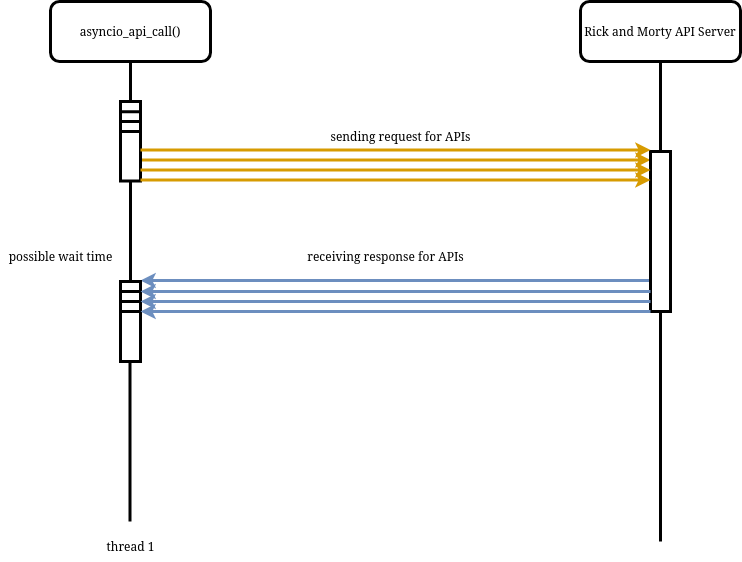 asyncio_api_call()
Rick and Morty API Server
sending request for APIs
possible wait time
receiving response for APIs
thread 1